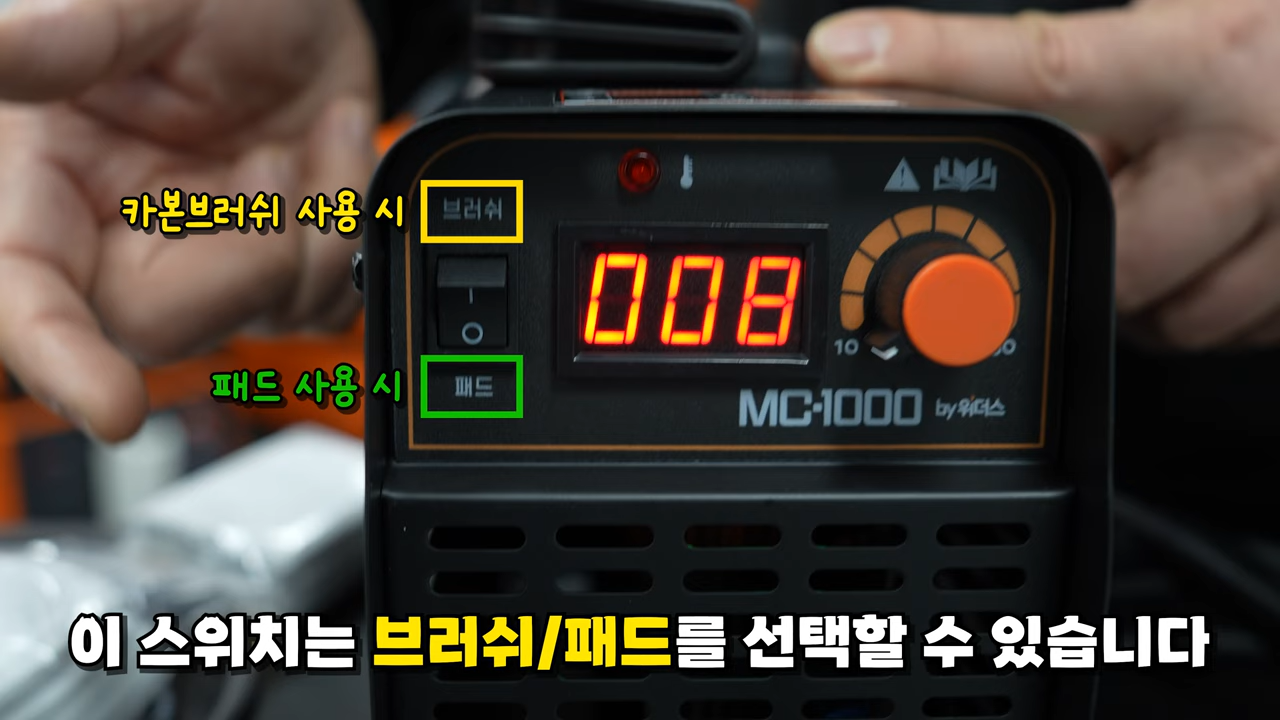 카본브러쉬 사용 시
브러쉬
008
패드 사용 시
패드
10
MC-1000 by 워더스
이 스위치는 브러쉬/패드를 선택할 수 있습니다